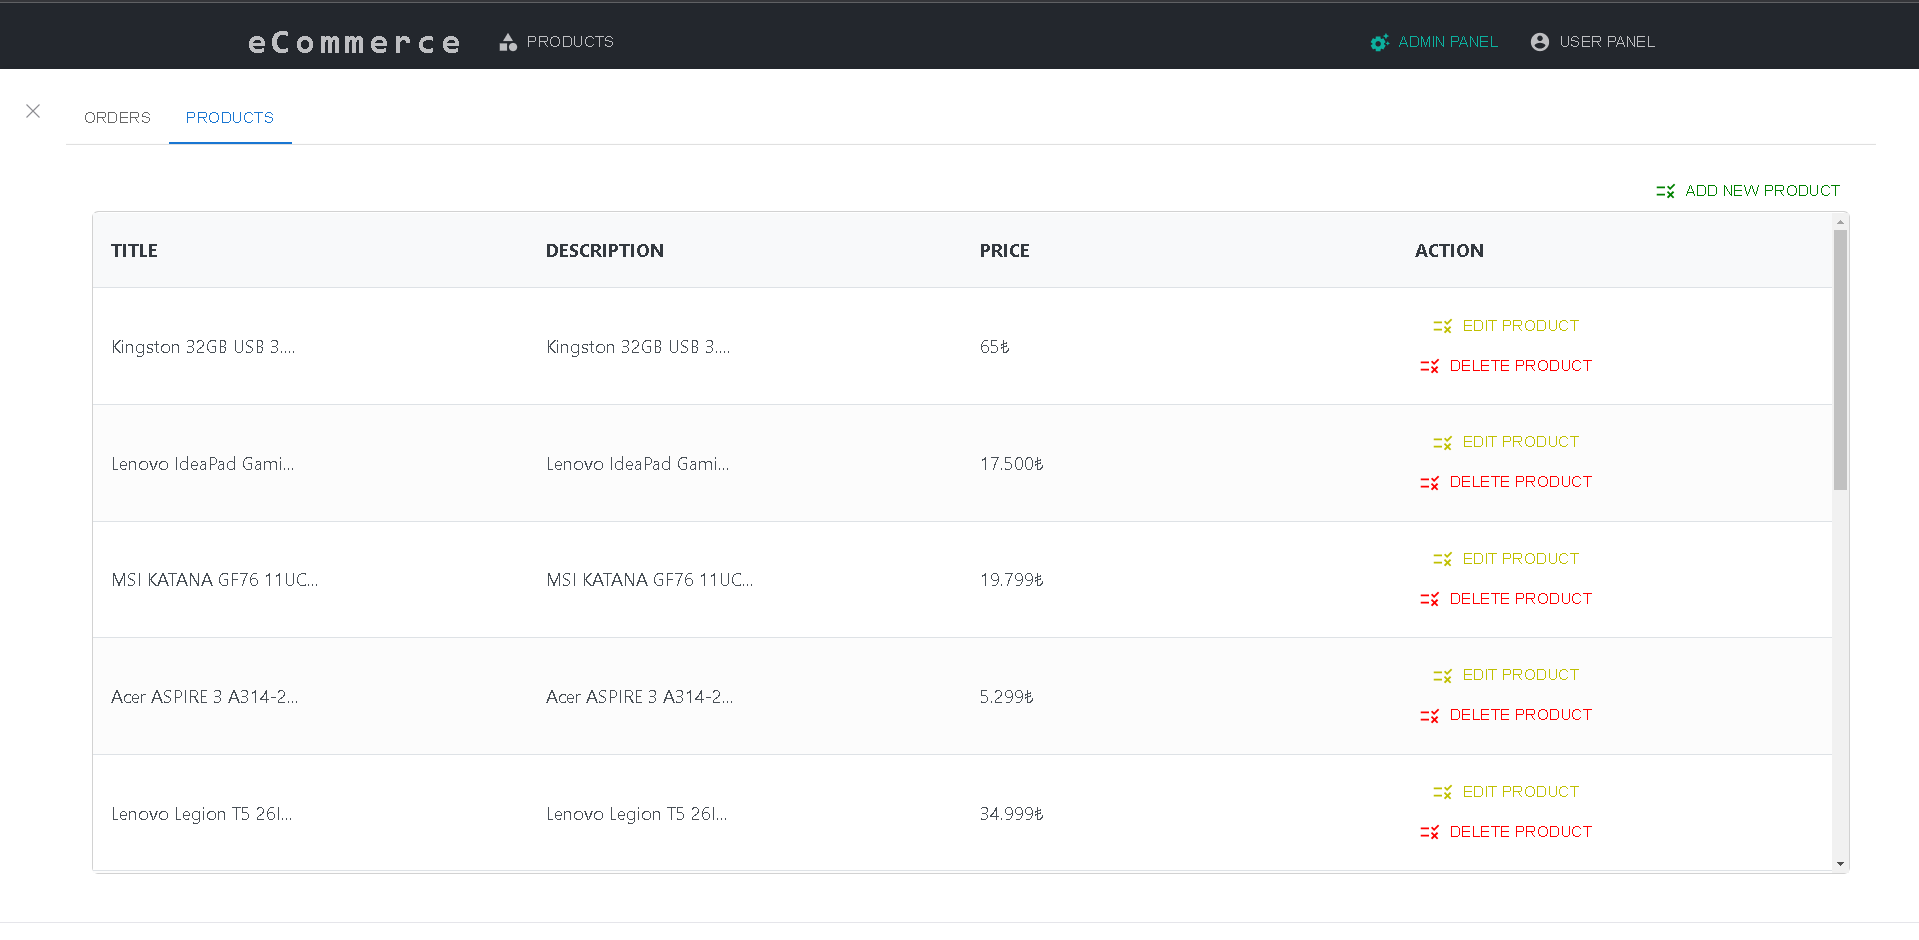 eCommerce PRODUCTS ADMIN PANEL USER PANEL
ORDERS PRODUCTS
ADD NEW PRODUCT
TITLE DESCRIPTION PRICE ACTION
Kingston 32GB USB 3.... Kingston 32GB USB 3.... 65₺ EDIT PRODUCT
DELETE PRODUCT
Lenovo IdeaPad Gami... Lenovo IdeaPad Gami... 17.500₺ EDIT PRODUCT
DELETE PRODUCT
MSI KATANA GF76 11UC... MSI KATANA GF76 11UC... 19.799₺ EDIT PRODUCT
DELETE PRODUCT
Acer ASPIRE 3 A314-2... Acer ASPIRE 3 A314-2... 5.299₺ EDIT PRODUCT
DELETE PRODUCT
Lenovo Legion T5 26I... Lenovo Legion T5 26I... 34.999₺ EDIT PRODUCT
DELETE PRODUCT